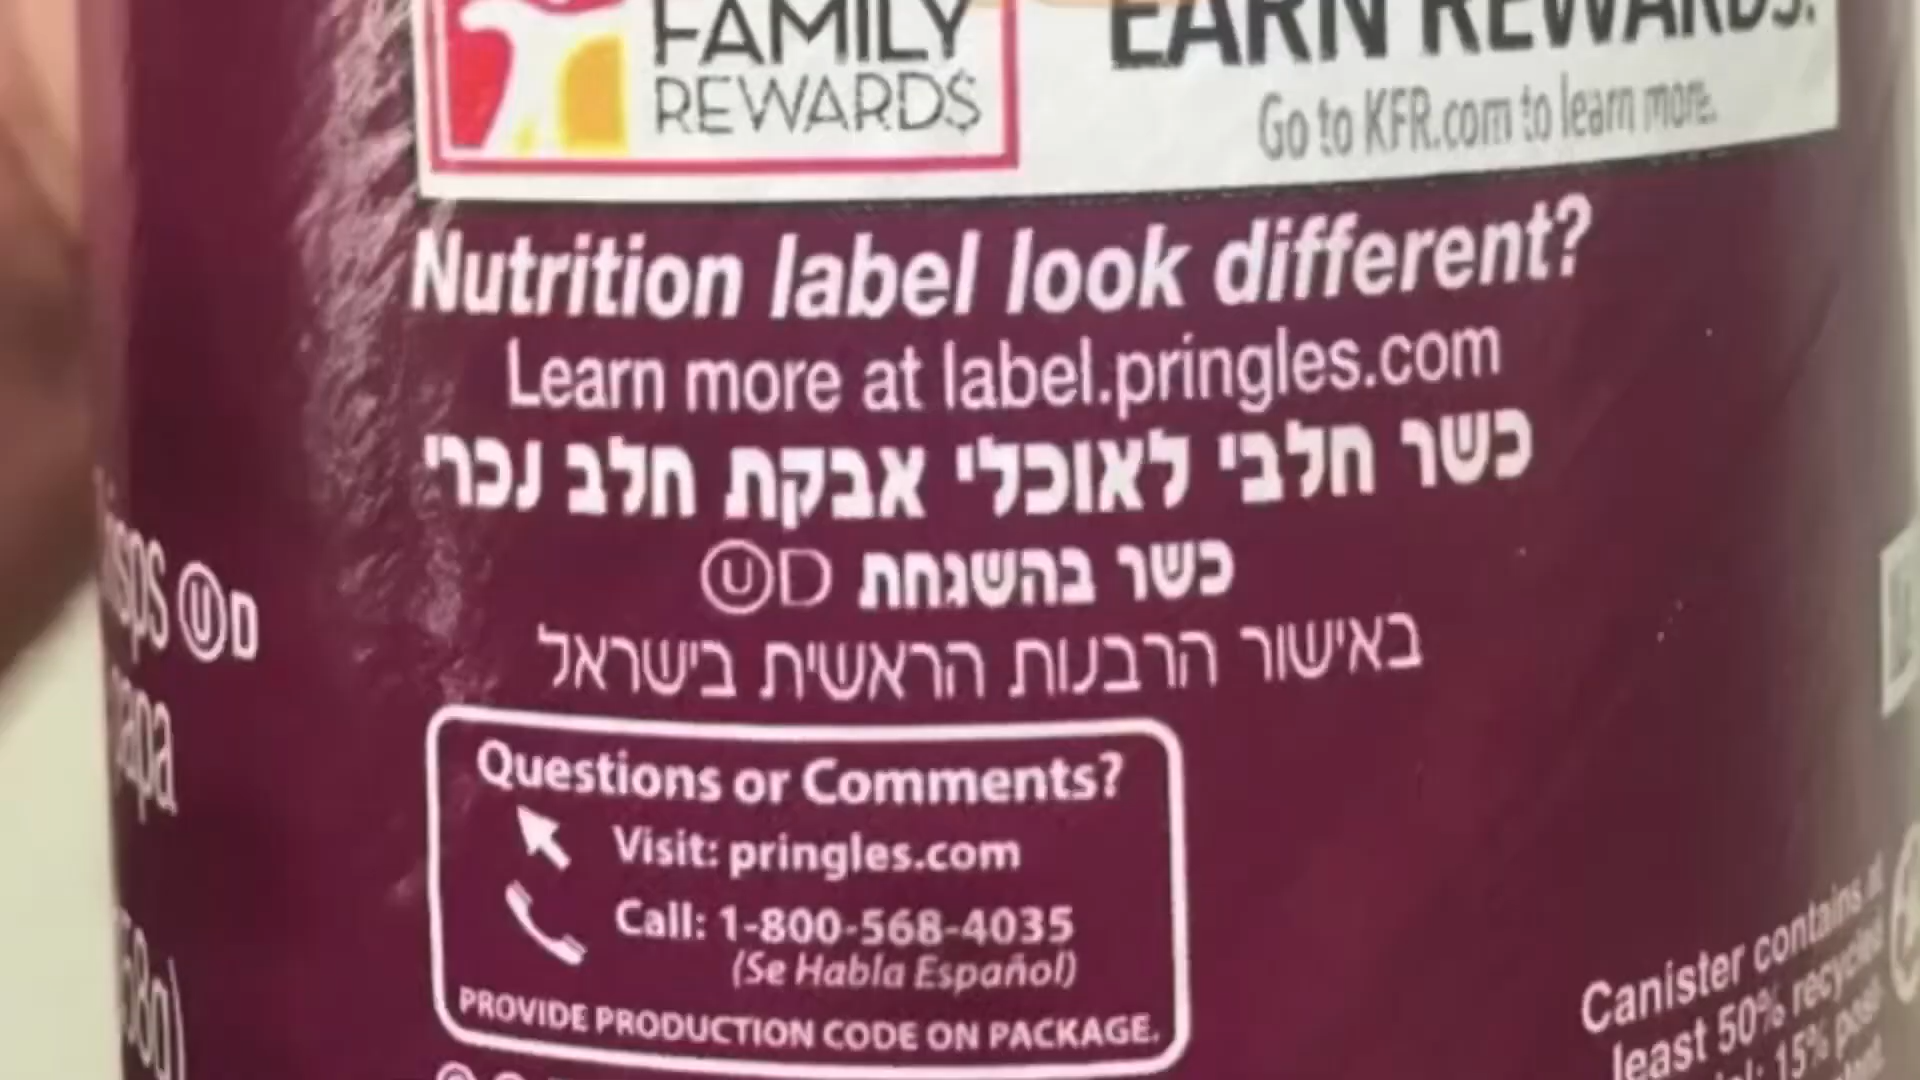 FAMILY
REWARD$
EARN REWARDS.
Go to KFR.com to learn more.
Nutrition label look different?
Learn more at label.pringles.com
כשר חלבי לאוכלי אבקת חלב נכרי
כשר בהשגחת ⓊD
באישור הרבנות הראשית בישראל
ⓊD
Questions or Comments?
Visit: pringles.com
Call: 1-800-568-4035
(Se Habla Español)
PROVIDE PRODUCTION CODE ON PACKAGE.
Canister contains at
least 50% recycled
15%